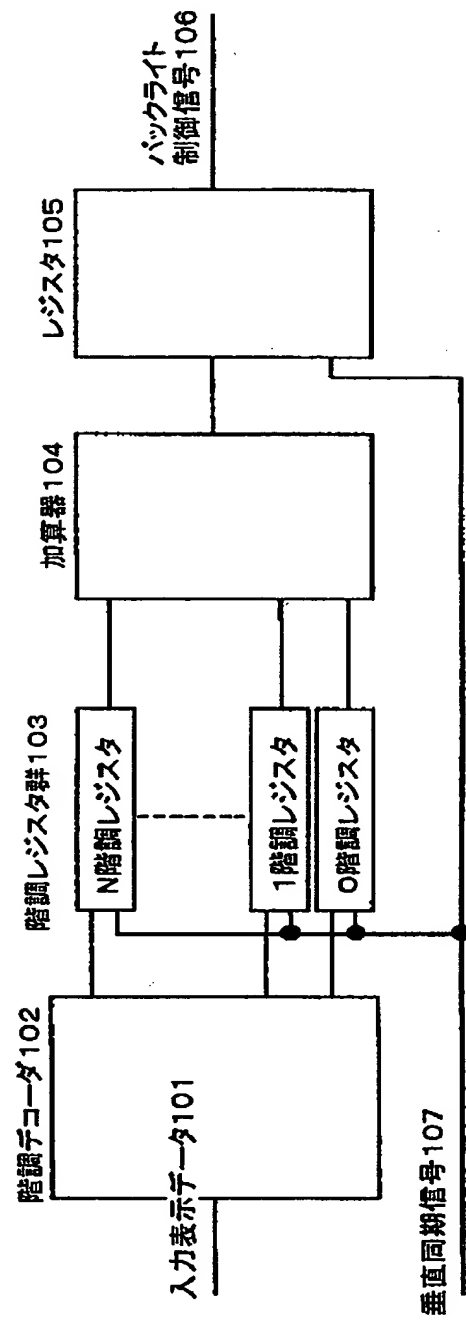 入力表示データ101
階調デコーダ102
階調レジスタ群103
N階調レジスタ
1階調レジスタ
0階調レジスタ
加算器104
レジスタ105
バックライト
制御信号106
垂直同期信号107